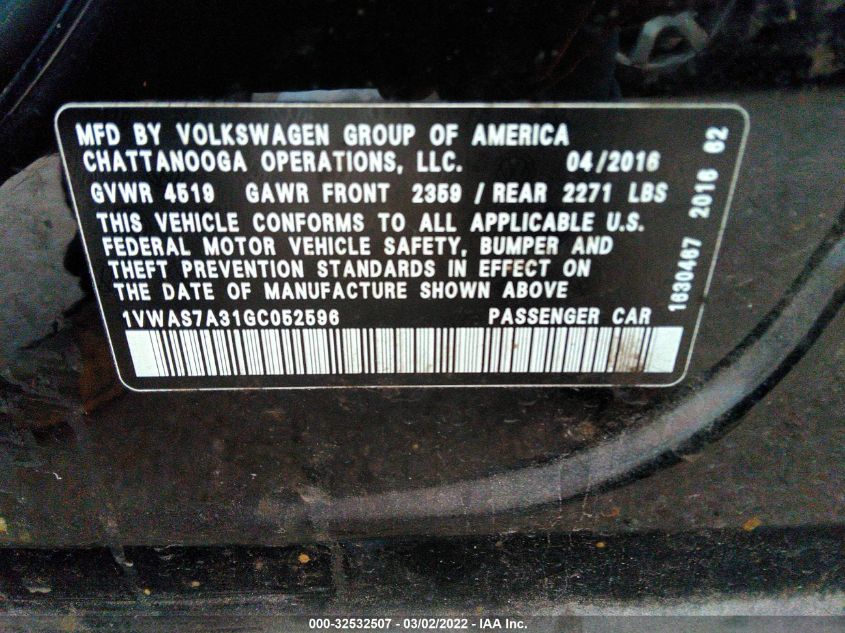 MFD BY VOLKSWAGEN GROUP OF AMERICA
CHATTANOOGA OPERATIONS, LLC. 04/2016
GVWR 4519 GAWR FRONT 2359 / REAR 2271 LBS
THIS VEHICLE CONFORMS TO ALL APPLICABLE U.S.
FEDERAL MOTOR VEHICLE SAFETY, BUMPER AND
THEFT PREVENTION STANDARDS IN EFFECT ON
THE DATE OF MANUFACTURE SHOWN ABOVE
1VWAS7A31GC052596 PASSENGER CAR
1630467 2016 62
000-32532507 - 03/02/2022 - IAA Inc.